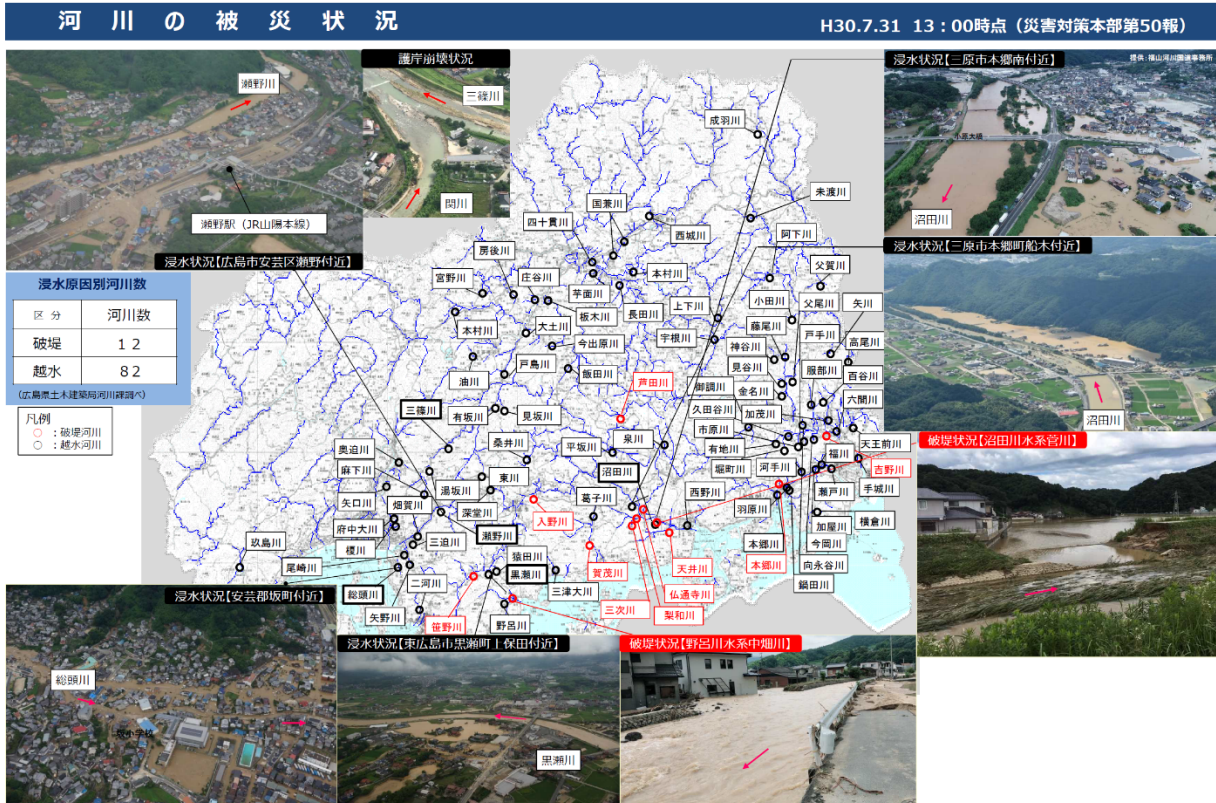 河川の被災状況
H30.7.31 13:00時点(災害対策本部第50報)
瀬野川
瀬野駅(JR山陽本線)
浸水状況【広島市安芸区瀬野付近】
護岸崩壊状況
三篠川
関川
浸水状況【三原市本郷南付近】
提供:福山河川国道事務所
小原大橋
沼田川
浸水状況【三原市本郷町船木付近】
沼田川
浸水原因別河川数
区 分 河川数
破堤 12
越水 82
(広島県土木建築局河川課調べ)
凡例
○ :破堤河川
○ :越水河川
成羽川
国兼川
未渡川
四十貫川
西城川
阿下川
房後川
父賀川
宮野川
庄谷川
芋面川
本村川
小田川
父尾川
矢川
板木川
長田川
上下川
藤尾川
本村川
大土川
宇根川
戸手川
今出原川
神谷川
高尾川
戸島川
見谷川
服部川
油川
飯田川
芦田川
御調川
金名川
百谷川
三篠川
有坂川
見坂川
久田谷川
加茂川
六間川
奥迫川
桑井川
平坂川
泉川
市原川
天王前川
麻下川
沼田川
有地川
福川
湯坂川
東川
堀町川
河手川
吉野川
矢口川
畑賀川
深堂川
葛子川
西野川
瀬戸川
手城川
府中大川
入野川
羽原川
榎川
三迫川
瀬野川
加屋川
横倉川
玖島川
猿田川
本郷川
今岡川
尾崎川
黒瀬川
賀茂川
天井川
本郷川
向永谷川
二河川
仏通寺川
鍋田川
総頭川
三津大川
三次川
梨和川
矢野川
笹野川
野呂川
破堤状況【沼田川水系菅川】
浸水状況【安芸郡坂町付近】
総頭川
坂小学校
浸水状況【東広島市黒瀬町上保田付近】
黒瀬川
破堤状況【野呂川水系中畑川】